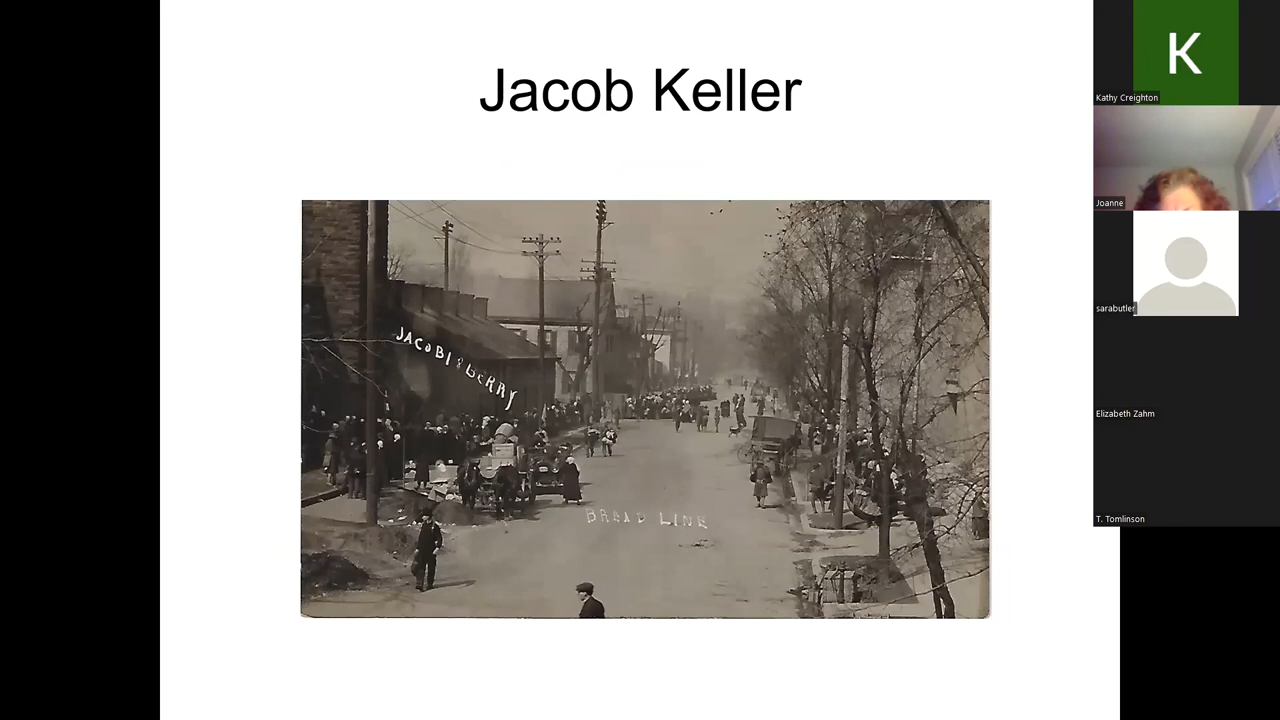 Jacob Keller
JACOBI & BERRY
BREAD LINE
K
Kathy Creighton
Joanne
sarabutler
Elizabeth Zahm
T. Tomlinson